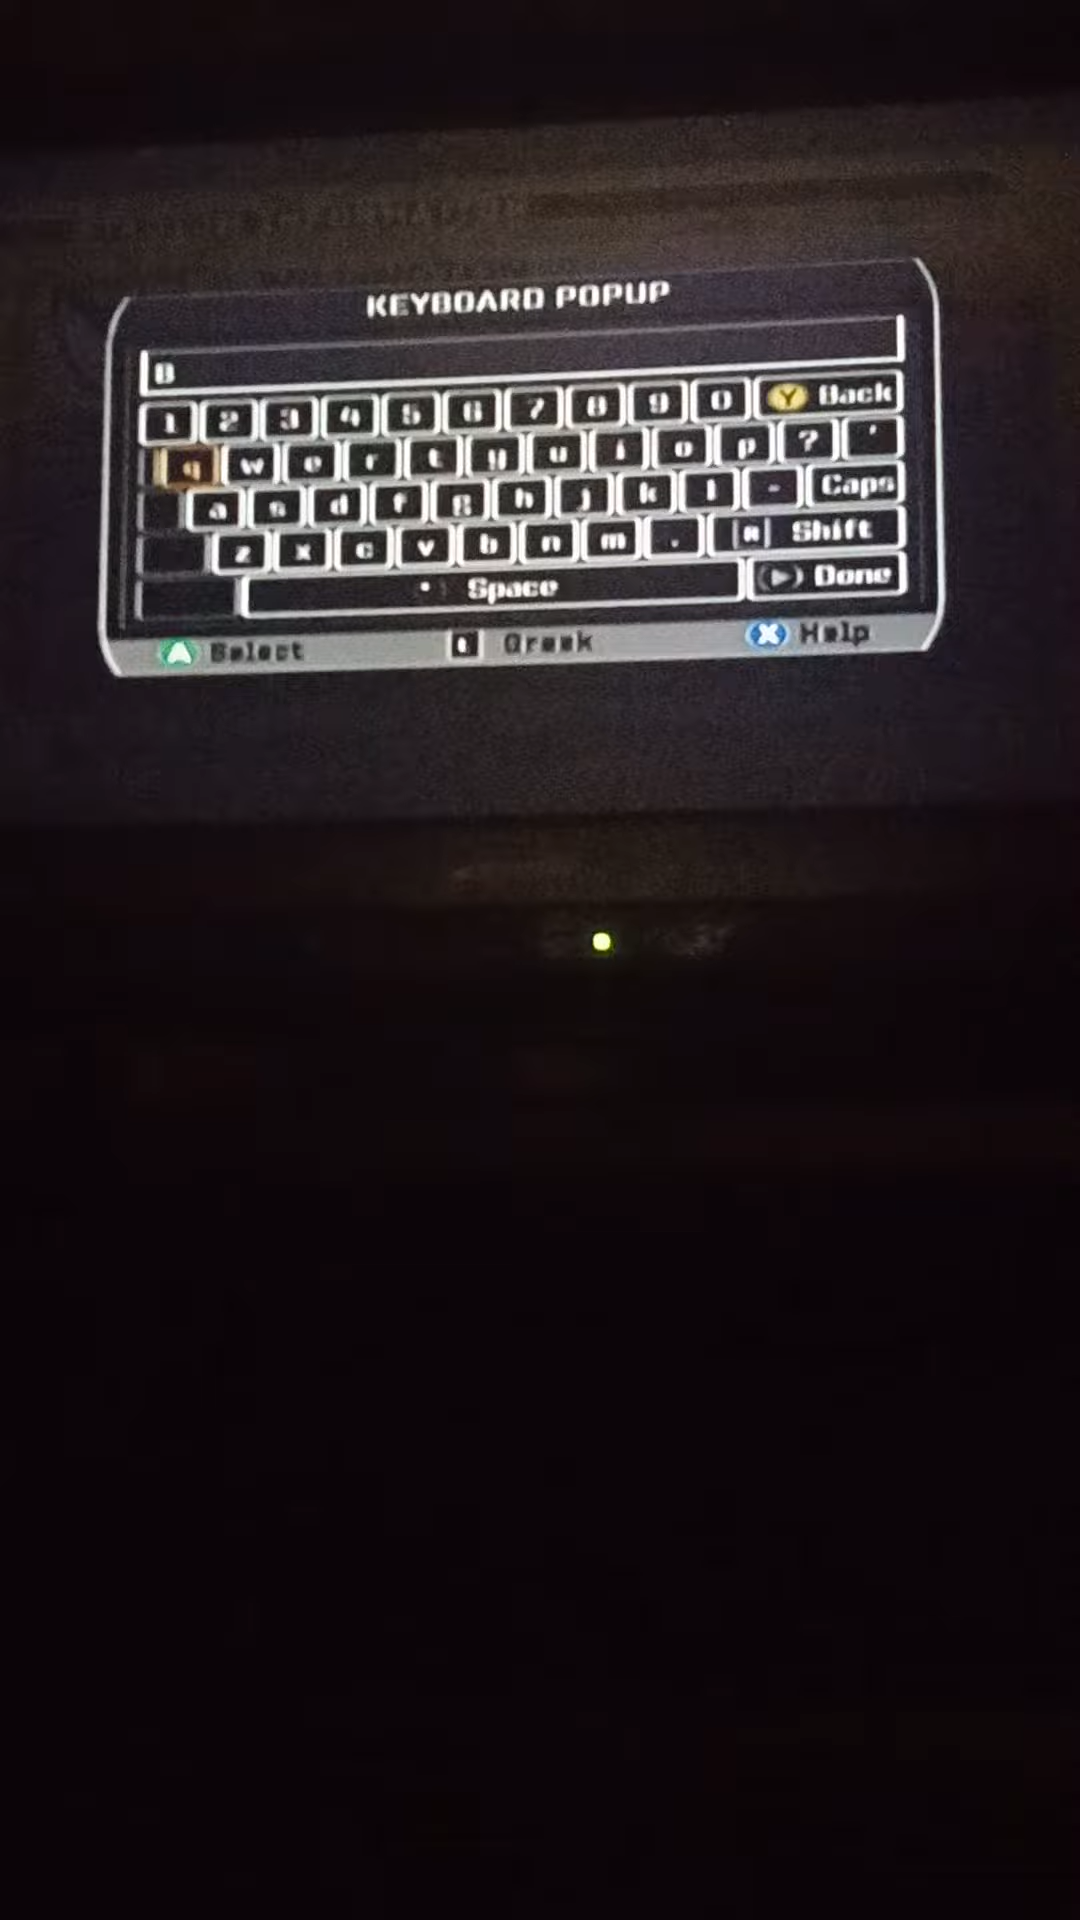 KEYBOARD POPUP
B
1 2 3 4 5 6 7 8 9 0 Y Back
q w e r t y u i o p ? '
a s d f g h j k l - Caps
z x c v b n m . R Shift
Space Done
A Select L Greek X Help